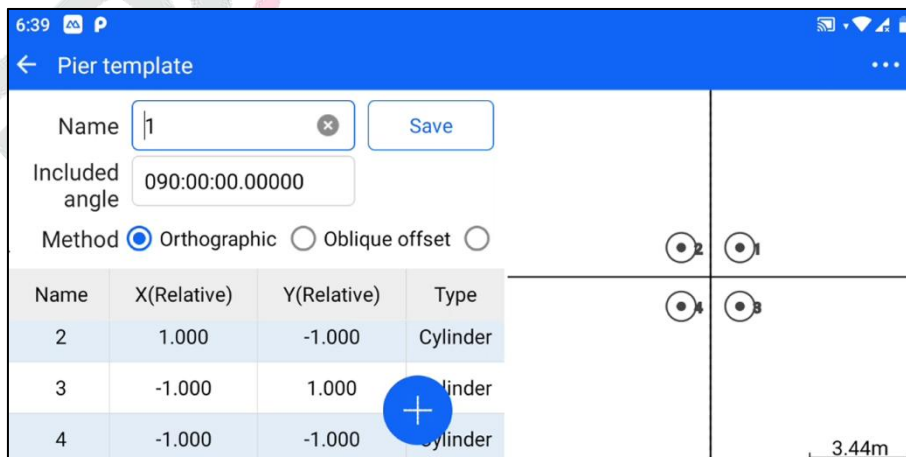 6:39
Pier template
Name 1 Save
Included angle 090:00:00.00000
Method Orthographic Oblique offset
Name X(Relative) Y(Relative) Type
2 1.000 -1.000 Cylinder
3 -1.000 1.000 linder
4 -1.000 -1.000 ylinder
2 1
4 3
3.44m